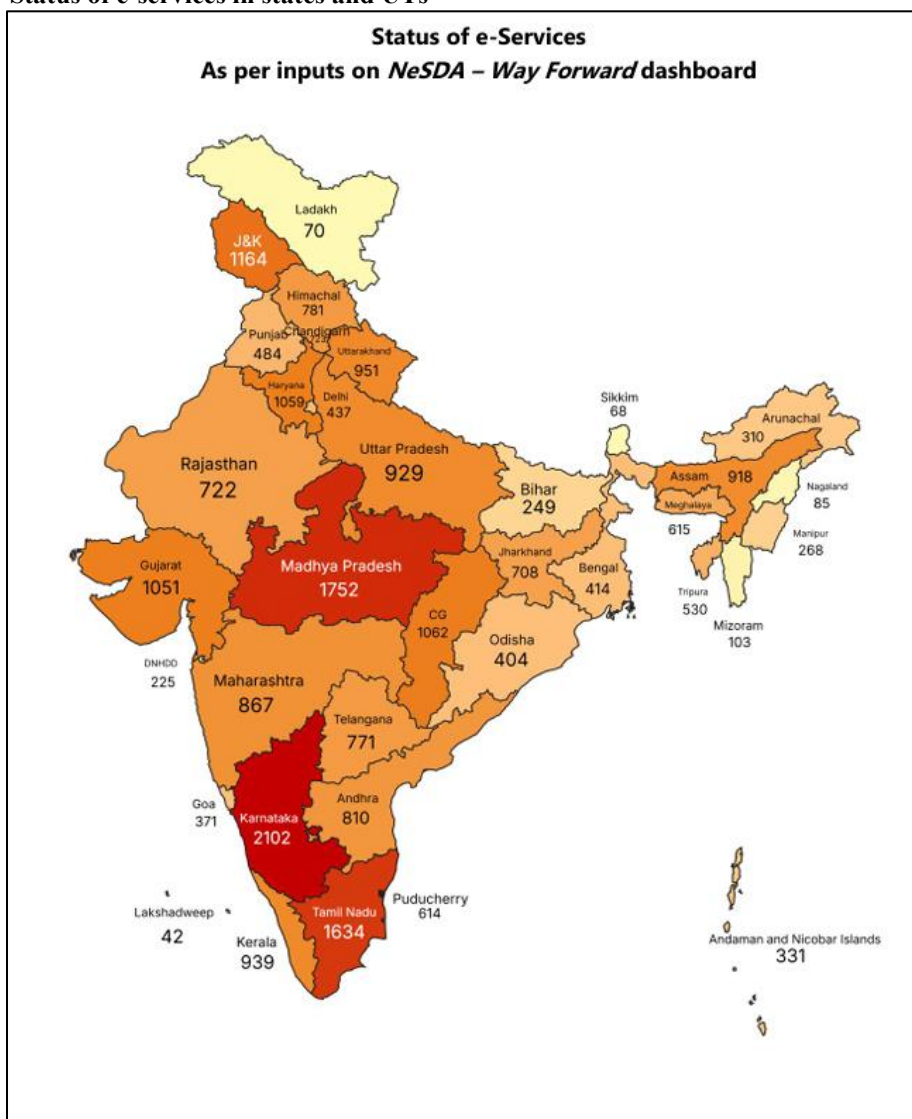 Status of e-services in states and UTs
Status of e-Services
As per inputs on NeSDA – Way Forward dashboard
Ladakh
70
J&K
1164
Himachal
781
Chandigarh
Punjab
484
Uttarakhand
951
Haryana
1059
Delhi
437
Sikkim
68
Arunachal
310
Rajasthan
722
Uttar Pradesh
929
Bihar
249
Assam 918
Nagaland
85
Meghalaya
615
Manipur
268
Gujarat
1051
Madhya Pradesh
1752
Jharkhand
708
Bengal
414
Tripura
530
Mizoram
103
CG
1062
Odisha
404
DNHDD
225
Maharashtra
867
Telangana
771
Goa
371
Karnataka
2102
Andhra
810
Lakshadweep
42
Kerala
939
Tamil Nadu
1634
Puducherry
614
Andaman and Nicobar Islands
331